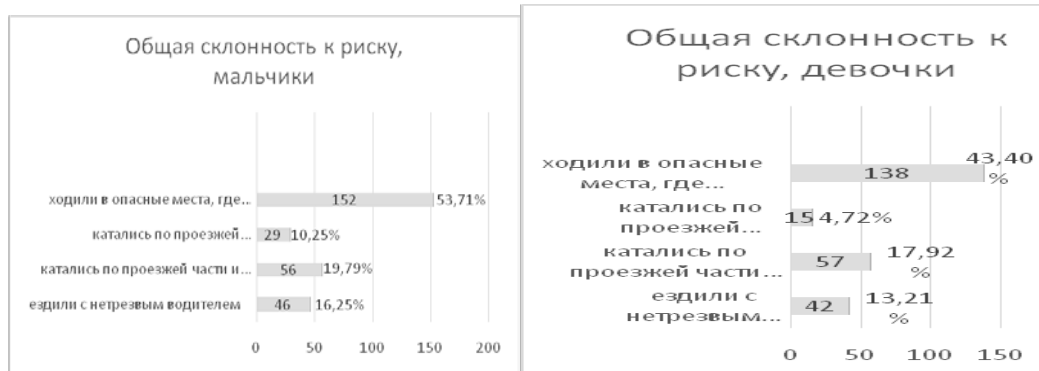 Общая склонность к риску,
мальчики
ходили в опасные места, где...
152
53,71%
катались по проезжей...
29
10,25%
катались по проезжей части и...
56
19,79%
ездили с нетрезвым водителем
46
16,25%
0 50 100 150 200
Общая склонность к
риску, девочки
ходили в опасные
места, где...
138
43,40
%
катались по
проезжей...
15
4,72%
катались по
проезжей части...
57
17,92
%
ездили с
нетрезвым...
42
13,21
%
0 50 100 150